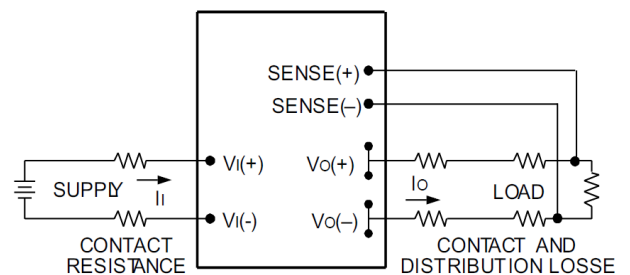 SENSE(+)
SENSE(–)
VI(+)
VO(+)
SUPPLY
II
IO
LOAD
VI(-)
VO(–)
CONTACT
RESISTANCE
CONTACT AND
DISTRIBUTION LOSSE